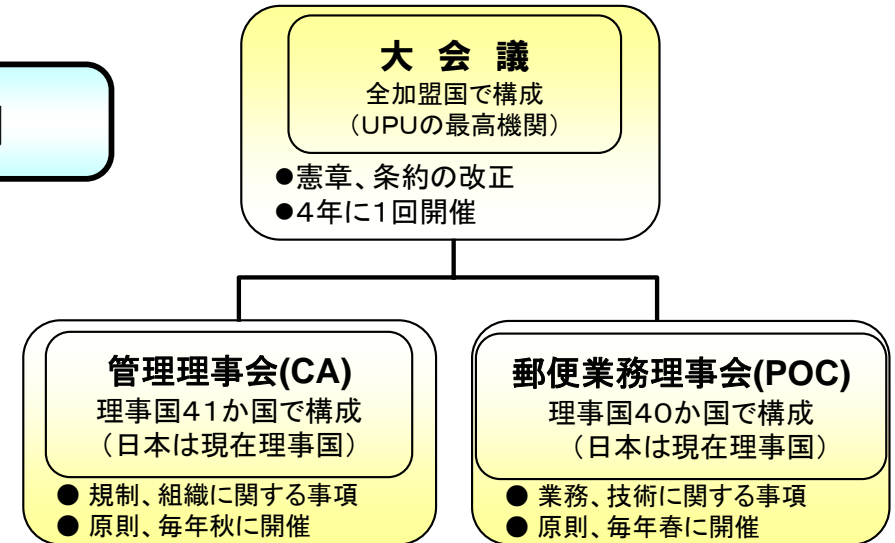 大 会 議
全加盟国で構成
（UPUの最高機関）
●憲章、条約の改正
●4年に1回開催
管理理事会(CA)
理事国41か国で構成
（日本は現在理事国）
● 規制、組織に関する事項
● 原則、毎年秋に開催
郵便業務理事会(POC)
理事国40か国で構成
（日本は現在理事国）
● 業務、技術に関する事項
● 原則、毎年春に開催